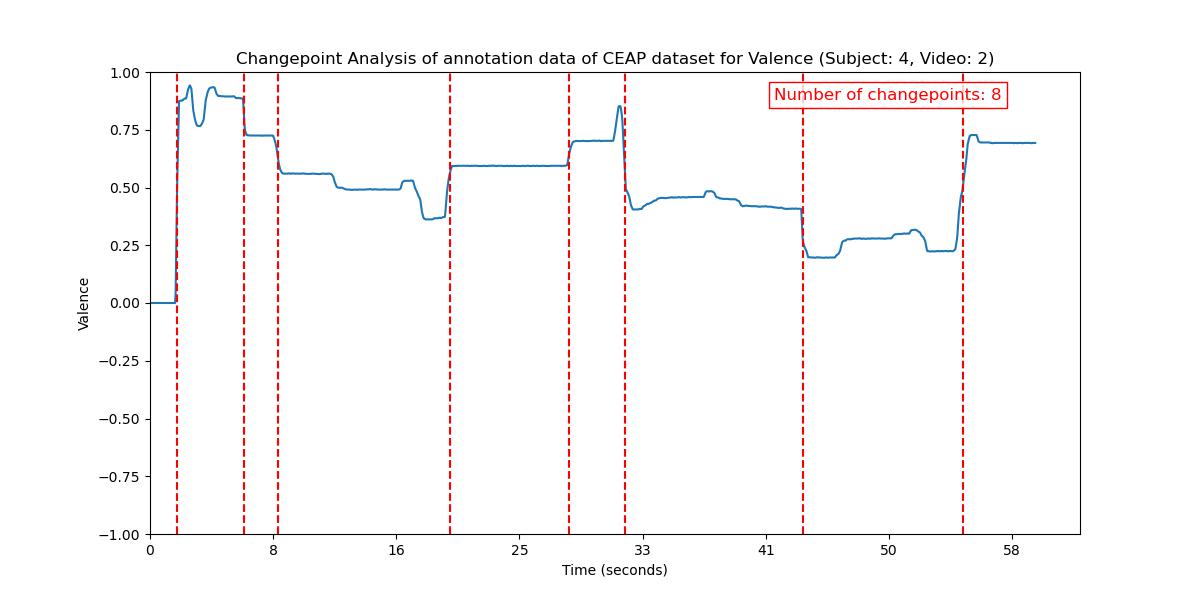 Changepoint Analysis of annotation data of CEAP dataset for Valence (Subject: 4, Video: 2)
Number of changepoints: 8
1.00
0.75
0.50
0.25
0.00
−0.25
−0.50
−0.75
−1.00
Valence
0 8 16 25 33 41 50 58
Time (seconds)